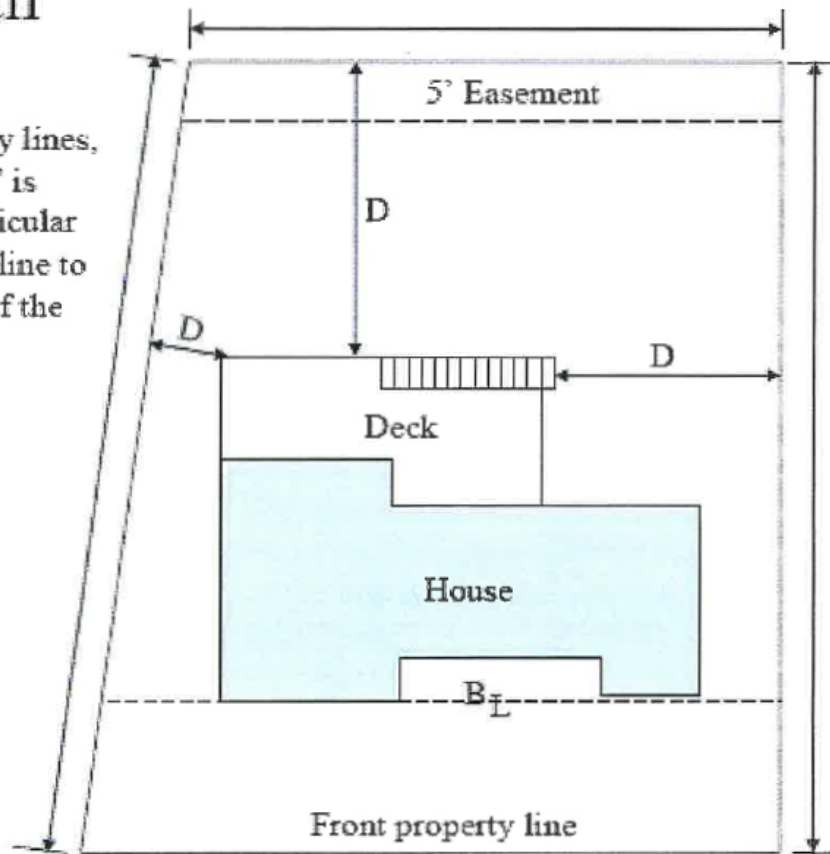 5' Easement
y lines,
is
icular
line to
f the
D
D
D
Deck
House
BL
Front property line